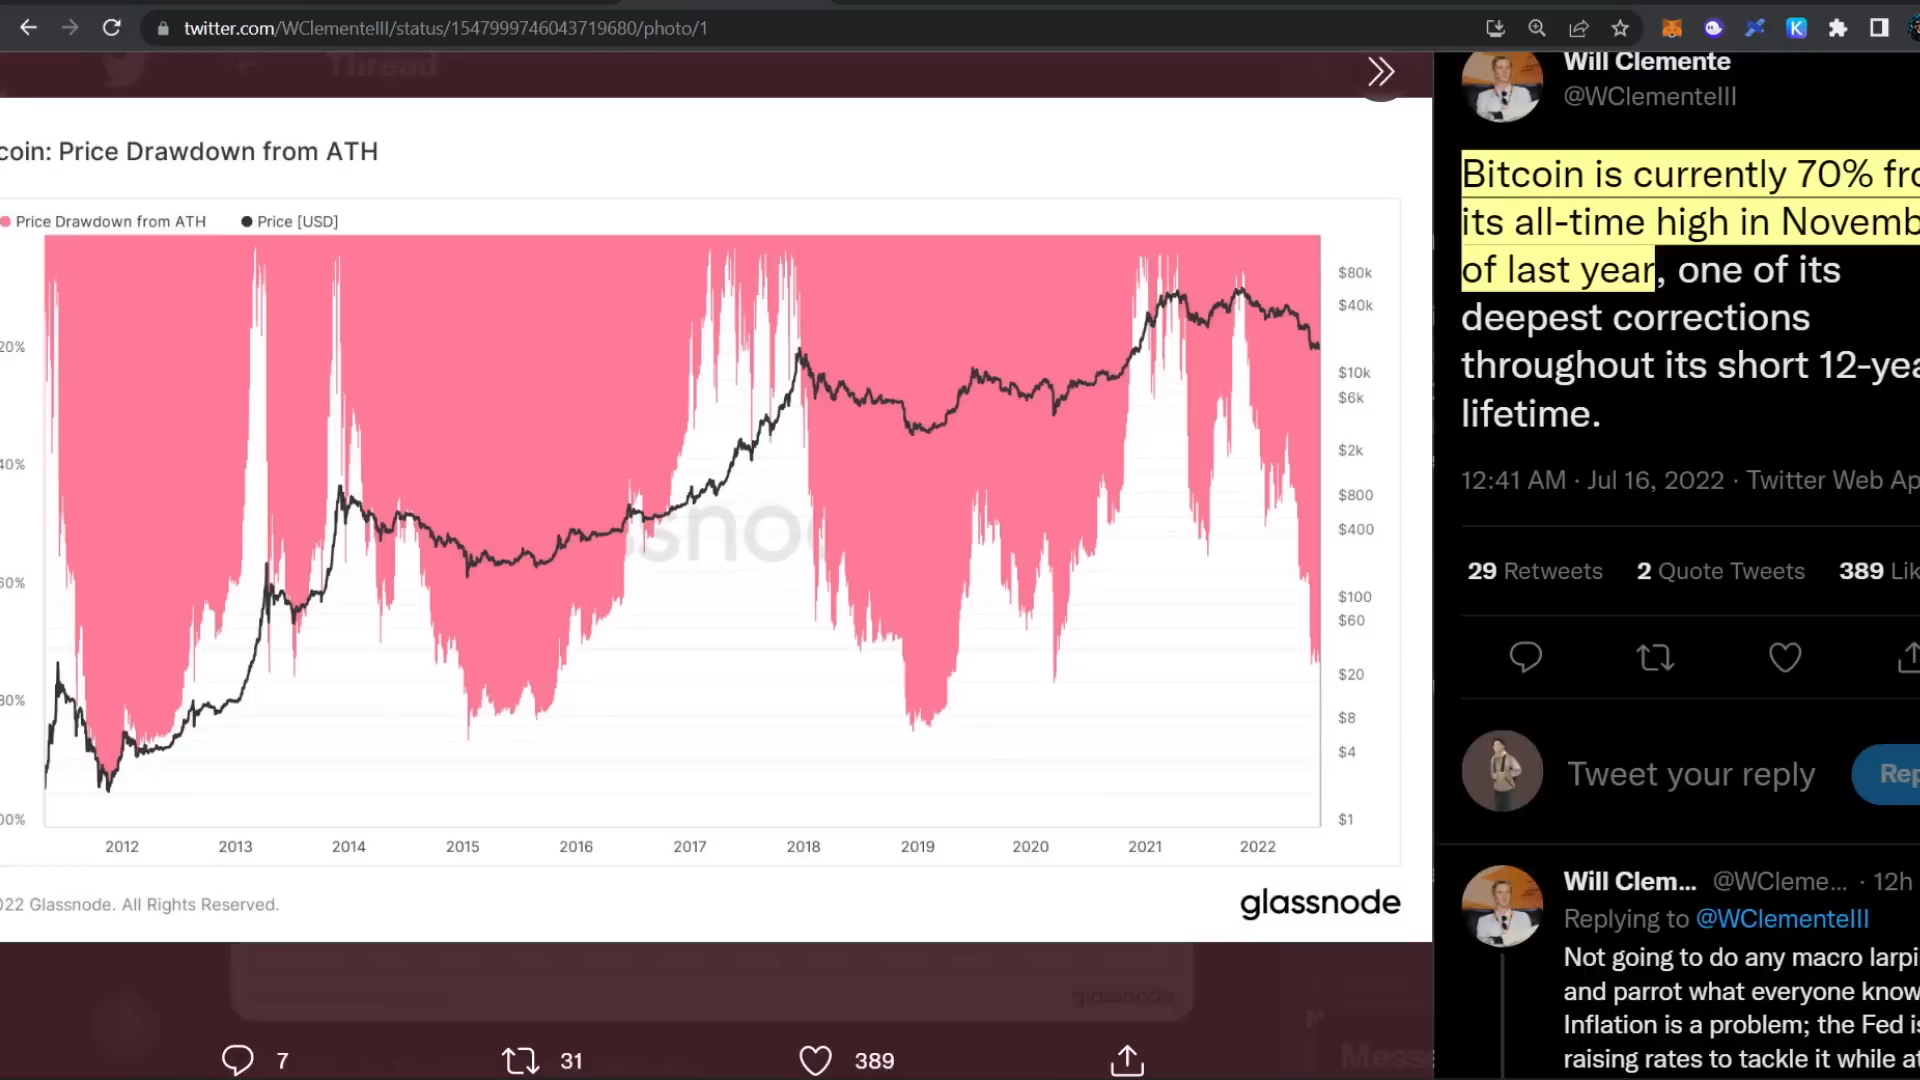 twitter.com/WClementeIII/status/1547999746043719680/photo/1
K
Thread
coin: Price Drawdown from ATH
Price Drawdown from ATH
Price [USD]
20%
40%
60%
80%
00%
$80k
$40k
$10k
$6k
$2k
$800
$400
$100
$60
$20
$8
$4
$1
2012 2013 2014 2015 2016 2017 2018 2019 2020 2021 2022
022 Glassnode. All Rights Reserved.
glassnode
glassnode
7
31
389
Will Clemente
@WClementeIII
Bitcoin is currently 70% fro
its all-time high in Novemb
of last year, one of its
deepest corrections
throughout its short 12-yea
lifetime.
12:41 AM · Jul 16, 2022 · Twitter Web Ap
29 Retweets 2 Quote Tweets 389 Lik
Tweet your reply
Rep
Will Clem... @WCleme... · 12h
Replying to @WClementeIII
Not going to do any macro larpi
and parrot what everyone know
Inflation is a problem; the Fed is
raising rates to tackle it while at